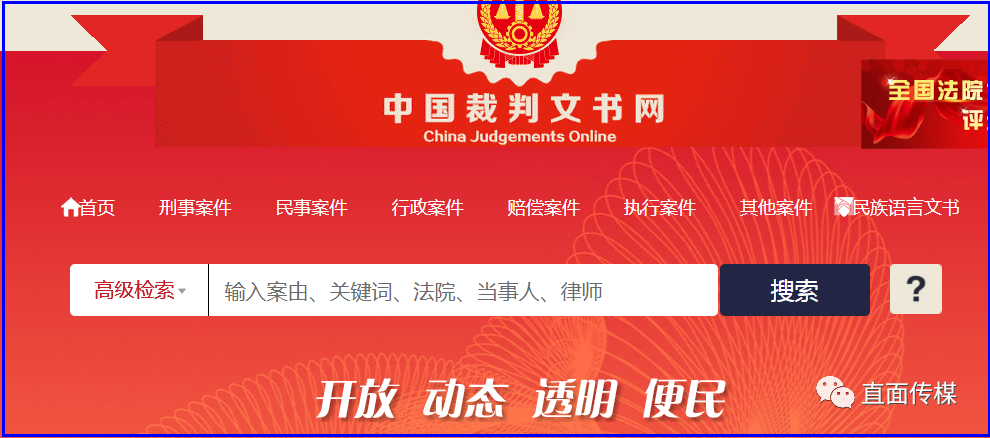 中国裁判文书网
China Judgements Online
全国法院
评
首页 刑事案件 民事案件 行政案件 赔偿案件 执行案件 其他案件 民族语言文书
高级检索 输入案由、关键词、法院、当事人、律师 搜索 ?
开放 动态 透明 便民
直面传媒